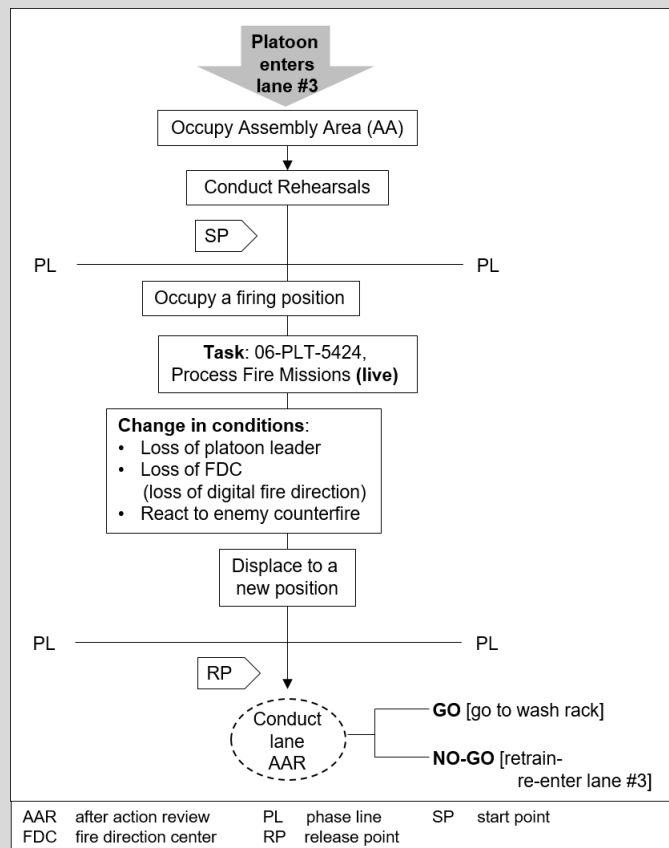 Platoon
enters
lane #3
Occupy Assembly Area (AA)
Conduct Rehearsals
SP
PL PL
Occupy a firing position
Task: 06-PLT-5424,
Process Fire Missions (live)
Change in conditions:
• Loss of platoon leader
• Loss of FDC
(loss of digital fire direction)
• React to enemy counterfire
Displace to a
new position
PL PL
RP
Conduct
lane
AAR
GO [go to wash rack]
NO-GO [retrain-
re-enter lane #3]
AAR after action review PL phase line SP start point
FDC fire direction center RP release point